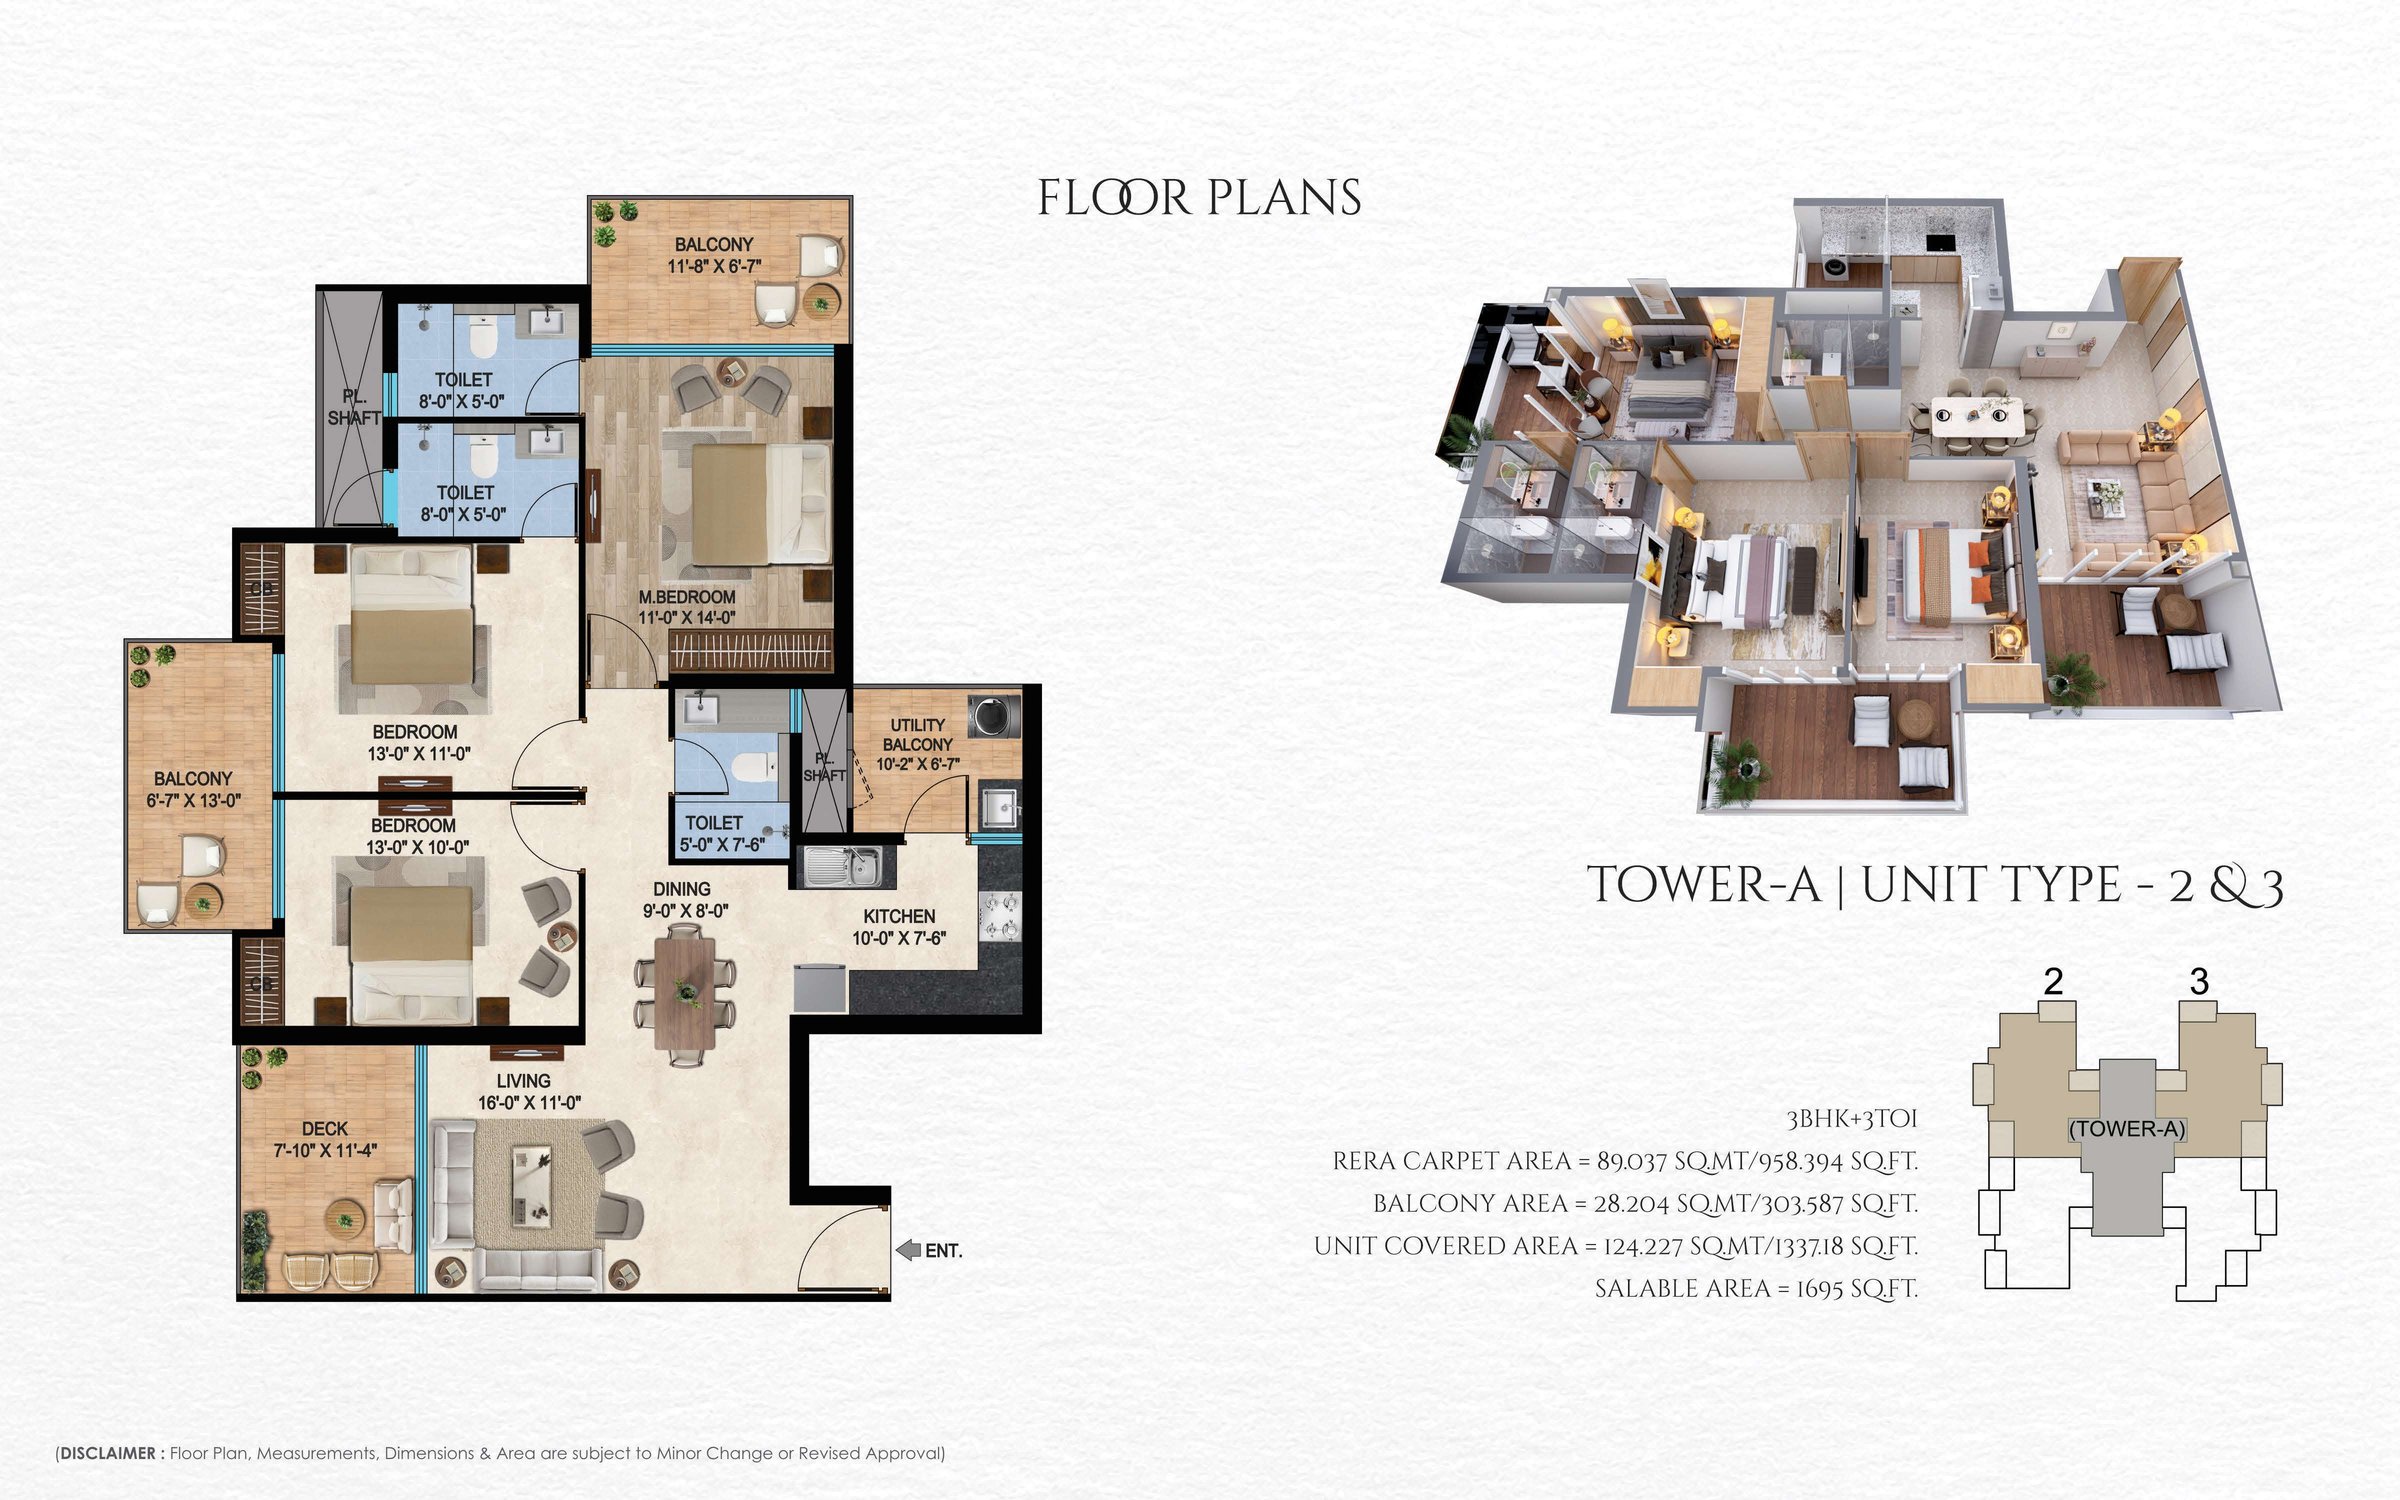 FLOOR PLANS
BALCONY
11'-8" X 6'-7"
TOILET
8'-0" X 5'-0"
PL.
SHAFT
TOILET
8'-0" X 5'-0"
M.BEDROOM
11'-0" X 14'-0"
CB
BEDROOM
13'-0" X 11'-0"
BALCONY
6'-7" X 13'-0"
BEDROOM
13'-0" X 10'-0"
CB
UTILITY
BALCONY
10'-2" X 6'-7"
PL.
SHAFT
TOILET
5'-0" X 7'-6"
DINING
9'-0" X 8'-0"
KITCHEN
10'-0" X 7'-6"
LIVING
16'-0" X 11'-0"
DECK
7'-10" X 11'-4"
ENT.
TOWER-A | UNIT TYPE - 2 & 3
2
3
(TOWER-A)
3BHK+3TOI
RERA CARPET AREA = 89.037 SQ.MT/958.394 SQ.FT.
BALCONY AREA = 28.204 SQ.MT/303.587 SQ.FT.
UNIT COVERED AREA = 124.227 SQ.MT/1337.18 SQ.FT.
SALABLE AREA = 1695 SQ.FT.
(DISCLAIMER : Floor Plan, Measurements, Dimensions & Area are subject to Minor Change or Revised Approval)